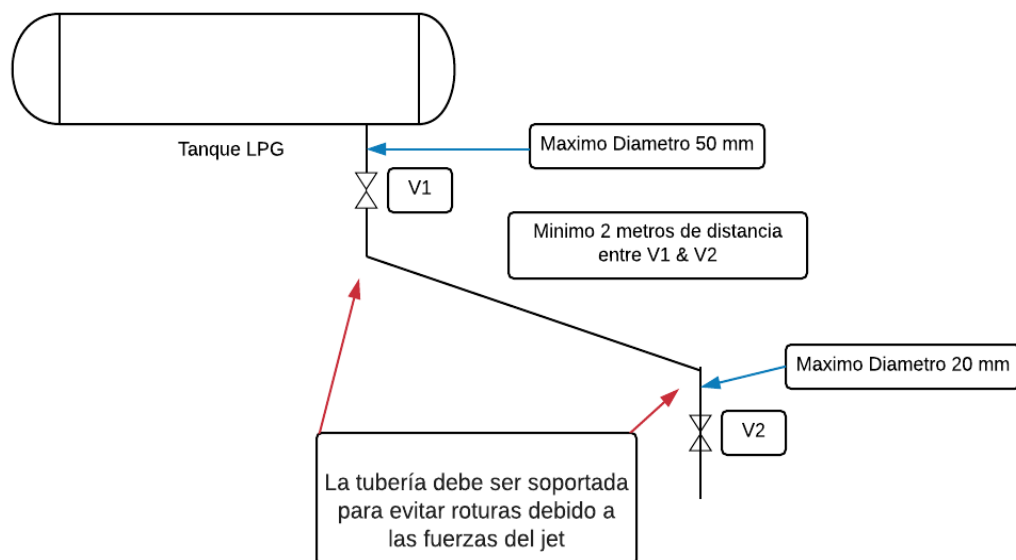 Tanque LPG
Maximo Diametro 50 mm
V1
Minimo 2 metros de distancia
entre V1 & V2
Maximo Diametro 20 mm
V2
La tubería debe ser soportada
para evitar roturas debido a
las fuerzas del jet